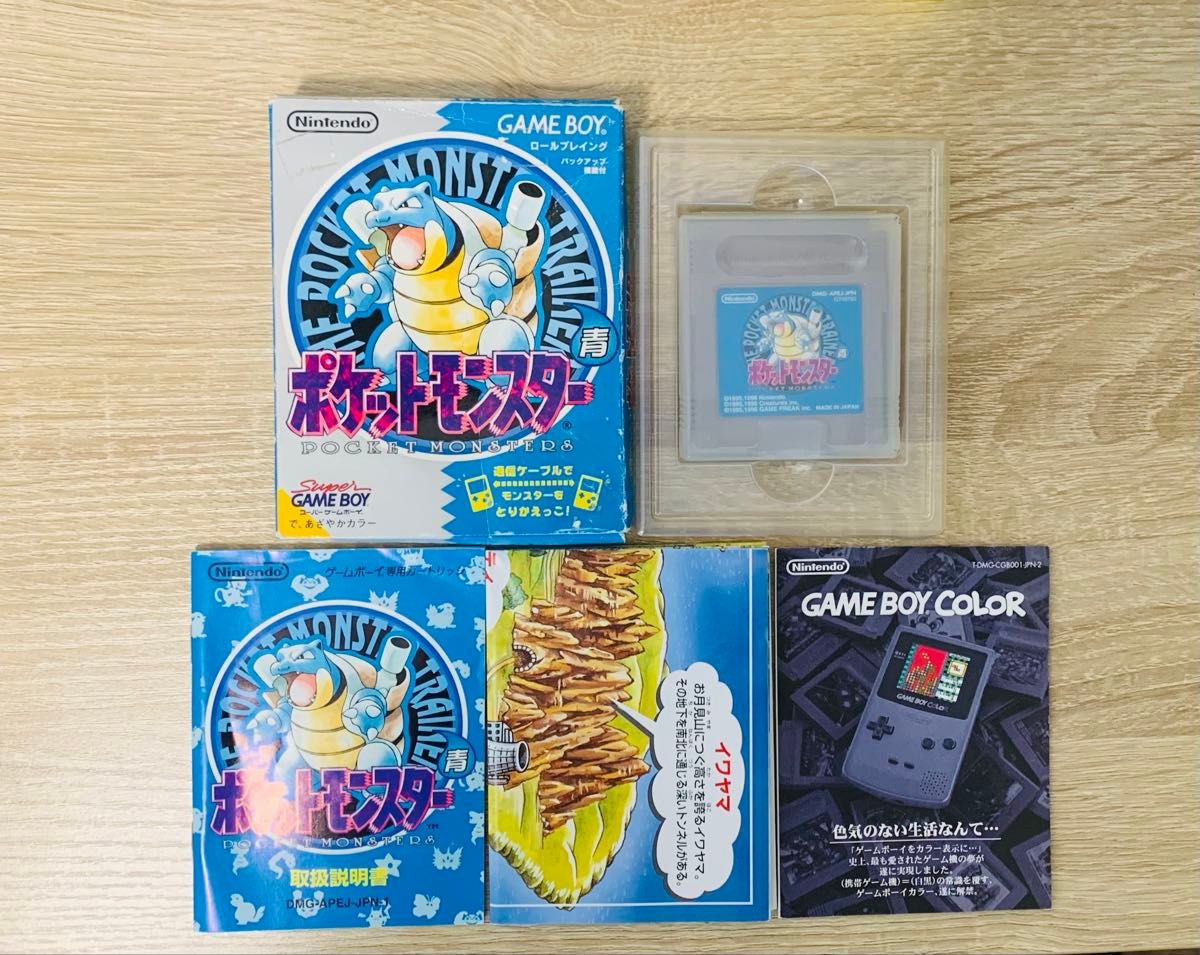 Nintendo
GAME BOY®
ロールプレイング
バックアップ
機能付
THE POCKET MONSTER TRAINER
青
ポケットモンスター®
POCKET MONSTERS
Super
GAME BOY
スーパーゲームボーイ
で、あざやかカラー
通信ケーブルで
モンスターを
とりかえっこ!
Nintendo
DMG-APEJ-JPN
青
ポケットモンスター
POCKET MONSTERS
©1995,1996 Nintendo
©1995,1996 Creatures inc.
©1995,1996 GAME FREAK inc. MADE IN JAPAN
Nintendo
ゲームボーイ専用カートリッジ
青
ポケットモンスター™
POCKET MONSTERS
取扱説明書
DMG-APEJ-JPN-1
イワヤマ
お月見山につぐ高さを誇るイワヤマ。
その地下を南北に通じる深いトンネルがある。
Nintendo
T-DMG-CGB001-JPN-2
GAME BOY COLOR
GAME BOY COLOR
色気のない生活なんて…
「ゲームボーイをカラー表示に…」
史上、最も愛されたゲーム機の夢が
遂に実現しました。
(携帯ゲーム機)=(白黒)の常識を覆す、
ゲームボーイカラー、遂に解禁。